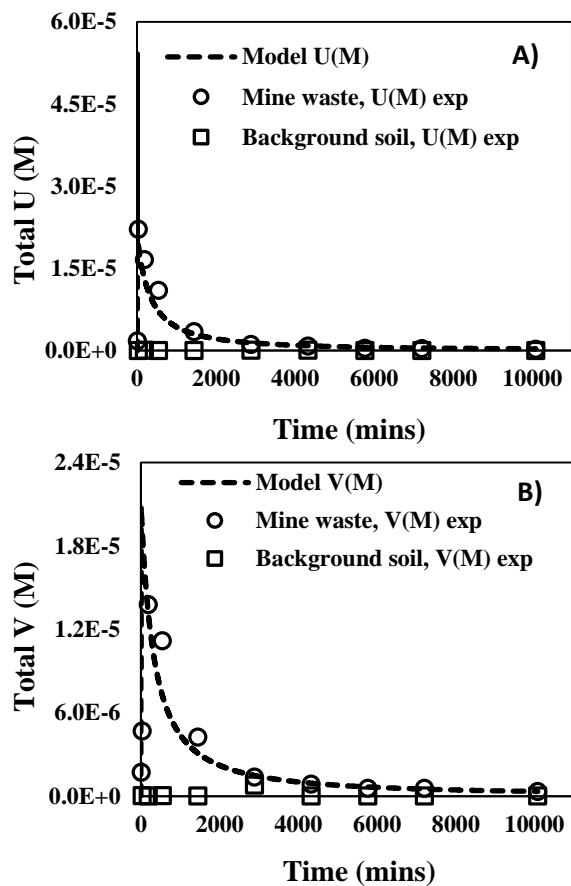 6.0E-5
Model U(M)
A)
Mine waste, U(M) exp
4.5E-5
Background soil, U(M) exp
Total U (M)
3.0E-5
1.5E-5
0.0E+0
0 2000 4000 6000 8000 10000
Time (mins)
2.4E-5
Model V(M)
B)
Mine waste, V(M) exp
1.8E-5
Background soil, V(M) exp
Total V (M)
1.2E-5
6.0E-6
0.0E+0
0 2000 4000 6000 8000 10000
Time (mins)